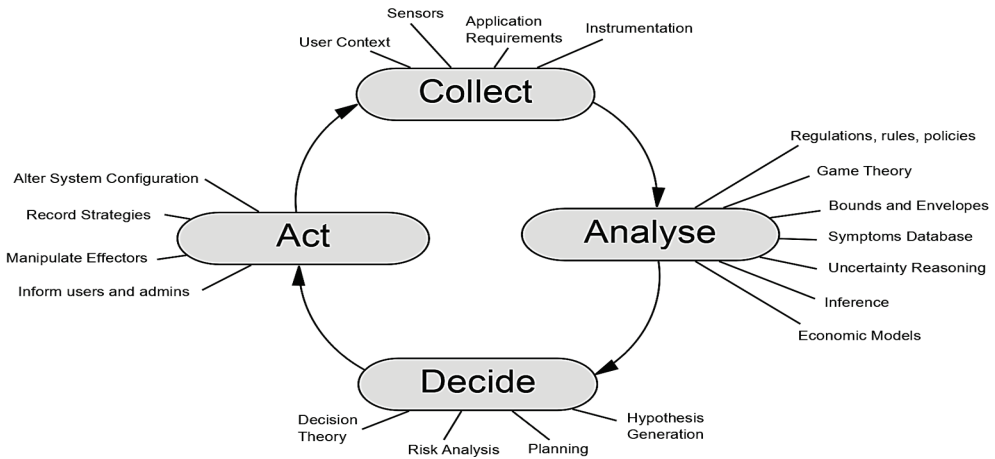 Sensors
User Context
Application
Requirements
Instrumentation
Collect
Regulations, rules, policies
Game Theory
Bounds and Envelopes
Symptoms Database
Uncertainty Reasoning
Inference
Economic Models
Analyse
Alter System Configuration
Record Strategies
Manipulate Effectors
Inform users and admins
Act
Decide
Decision
Theory
Risk Analysis
Planning
Hypothesis
Generation